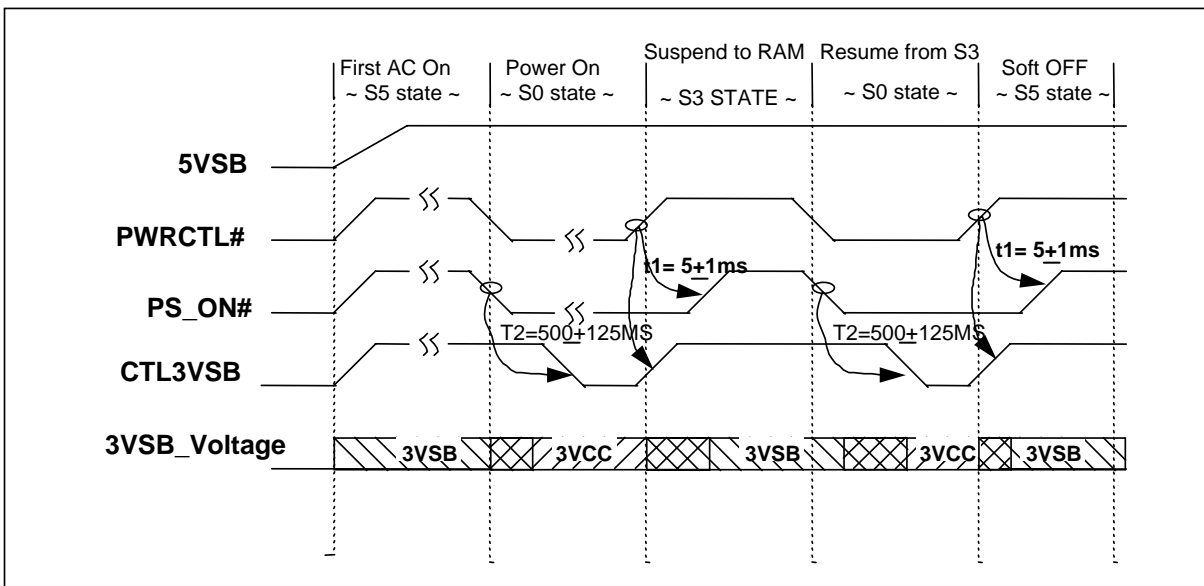 First AC On
~ S5 state ~
Power On
~ S0 state ~
Suspend to RAM
~ S3 STATE ~
Resume from S3
~ S0 state ~
Soft OFF
~ S5 state ~
5VSB
PWRCTL#
t1= 5+1ms
t1= 5+1ms
PS_ON#
T2=500+125MS
T2=500+125MS
CTL3VSB
3VSB_Voltage
3VSB
3VCC
3VSB
3VCC
3VSB